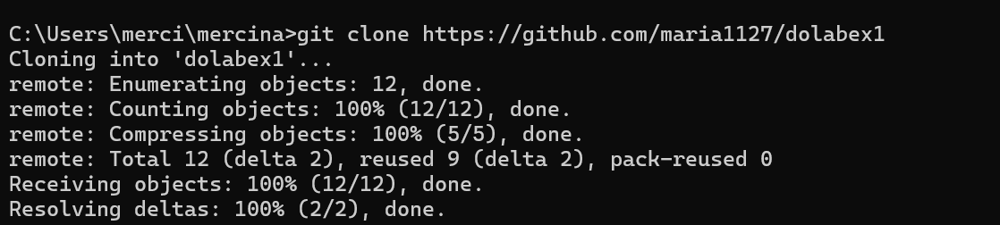 C:\Users\merci\mercina>git clone https://github.com/maria1127/dolabex1
Cloning into 'dolabex1'...
remote: Enumerating objects: 12, done.
remote: Counting objects: 100% (12/12), done.
remote: Compressing objects: 100% (5/5), done.
remote: Total 12 (delta 2), reused 9 (delta 2), pack-reused 0
Receiving objects: 100% (12/12), done.
Resolving deltas: 100% (2/2), done.